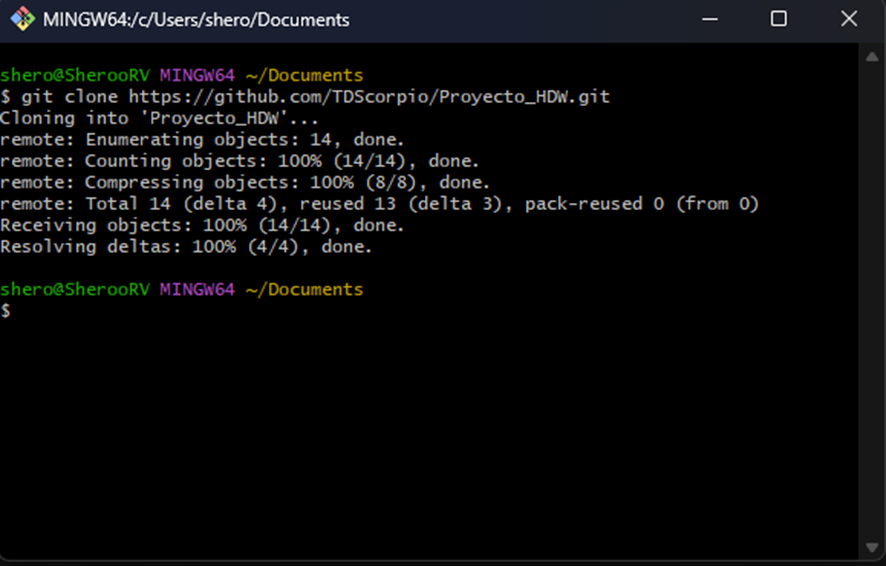 MINGW64:/c/Users/shero/Documents
shero@SherooRV MINGW64 ~/Documents
$ git clone https://github.com/TDScorpio/Proyecto_HDW.git
Cloning into 'Proyecto_HDW'...
remote: Enumerating objects: 14, done.
remote: Counting objects: 100% (14/14), done.
remote: Compressing objects: 100% (8/8), done.
remote: Total 14 (delta 4), reused 13 (delta 3), pack-reused 0 (from 0)
Receiving objects: 100% (14/14), done.
Resolving deltas: 100% (4/4), done.
shero@SherooRV MINGW64 ~/Documents
$